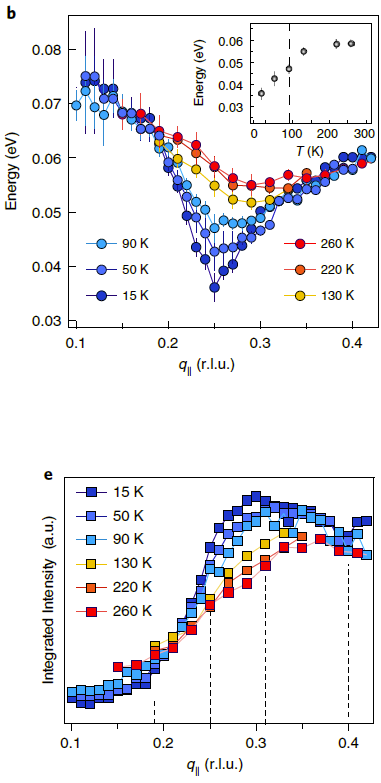 b
0.08
0.07
0.06
0.05
0.04
0.03
Energy (eV)
0.06
0.05
0.04
0.03
Energy (eV)
0 100 200 300
T (K)
90 K
50 K
15 K
260 K
220 K
130 K
0.1 0.2 0.3 0.4
q∥ (r.l.u.)
e
Integrated Intensity (a.u.)
15 K
50 K
90 K
130 K
220 K
260 K
0.1 0.2 0.3 0.4
q∥ (r.l.u.)